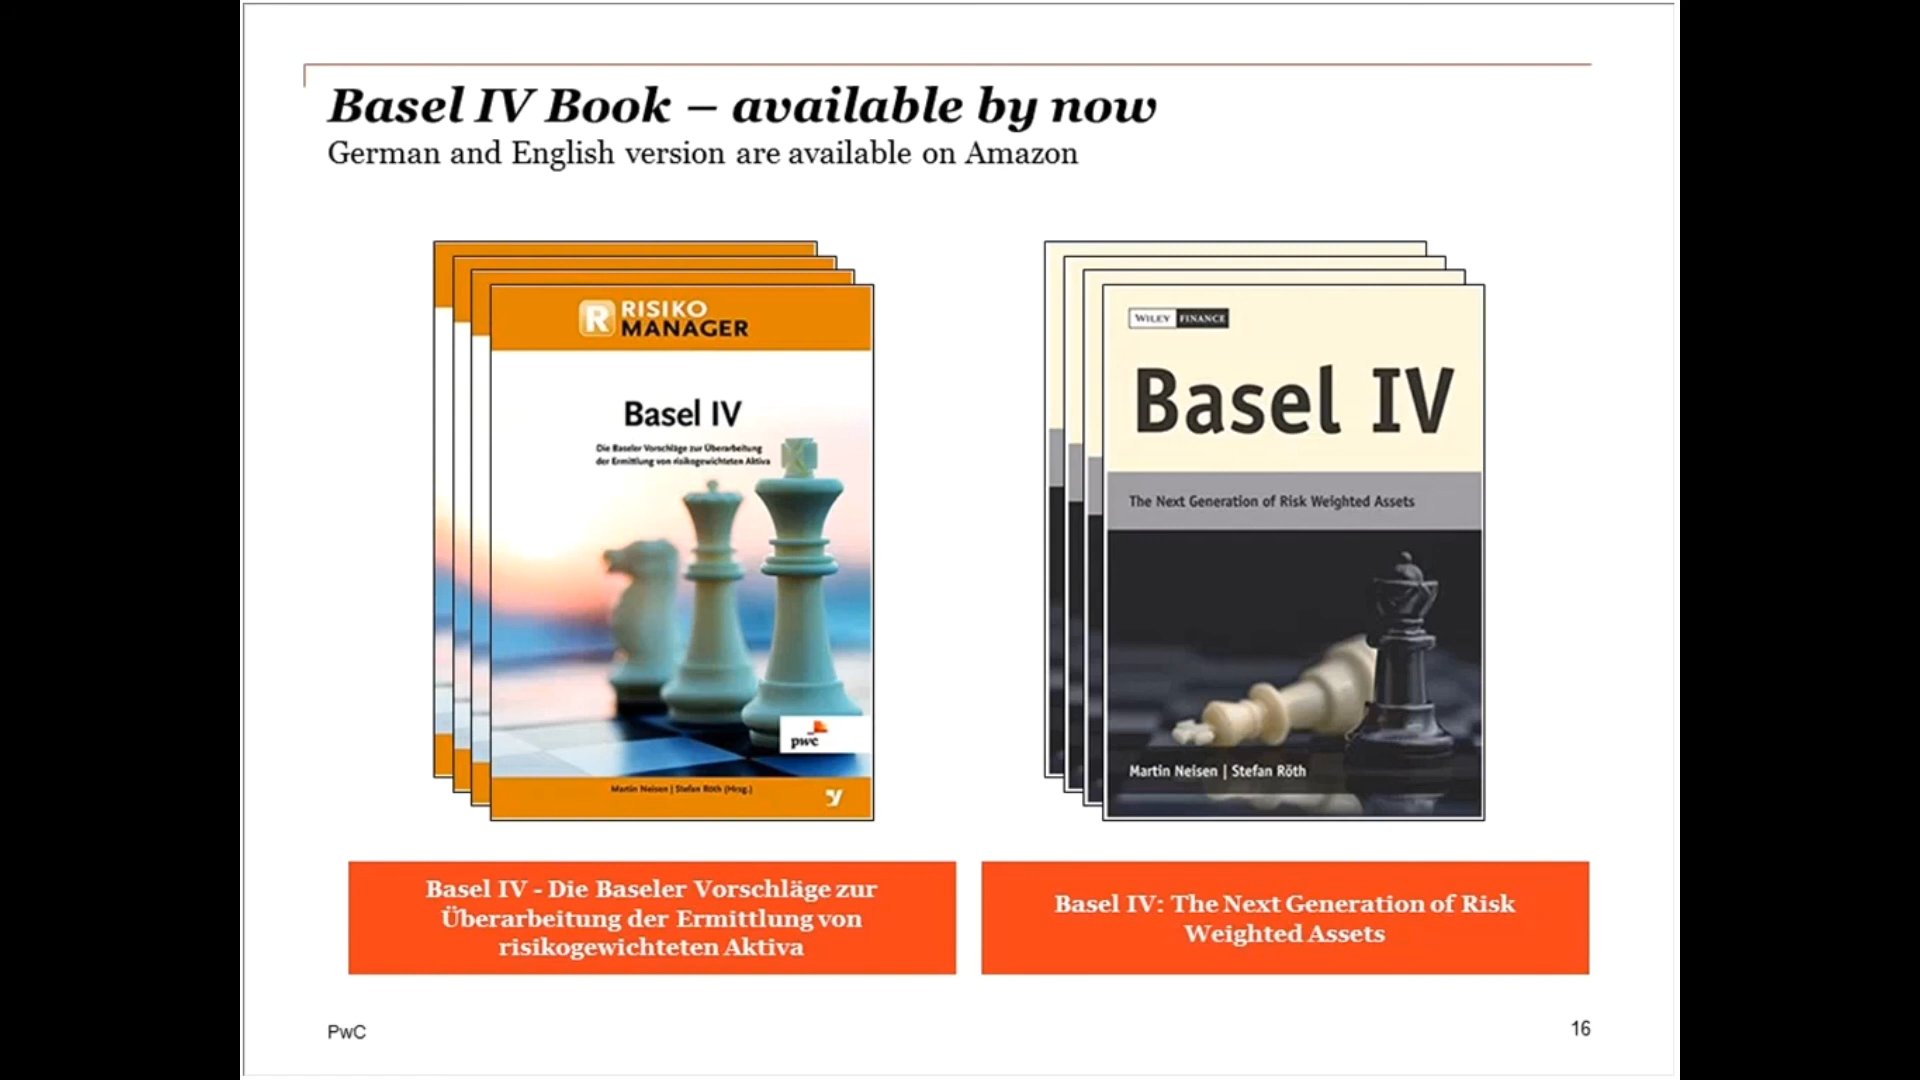 Basel IV Book – available by now
German and English version are available on Amazon
RISIKO
MANAGER
Basel IV
Die Baseler Vorschläge zur Überarbeitung
der Ermittlung von risikogewichteten Aktiva
pwc
Martin Neisen | Stefan Röth (Hrsg.)
WILEY FINANCE
Basel IV
The Next Generation of Risk Weighted Assets
Martin Neisen | Stefan Röth
Basel IV - Die Baseler Vorschläge zur
Überarbeitung der Ermittlung von
risikogewichteten Aktiva
Basel IV: The Next Generation of Risk
Weighted Assets
PwC
16